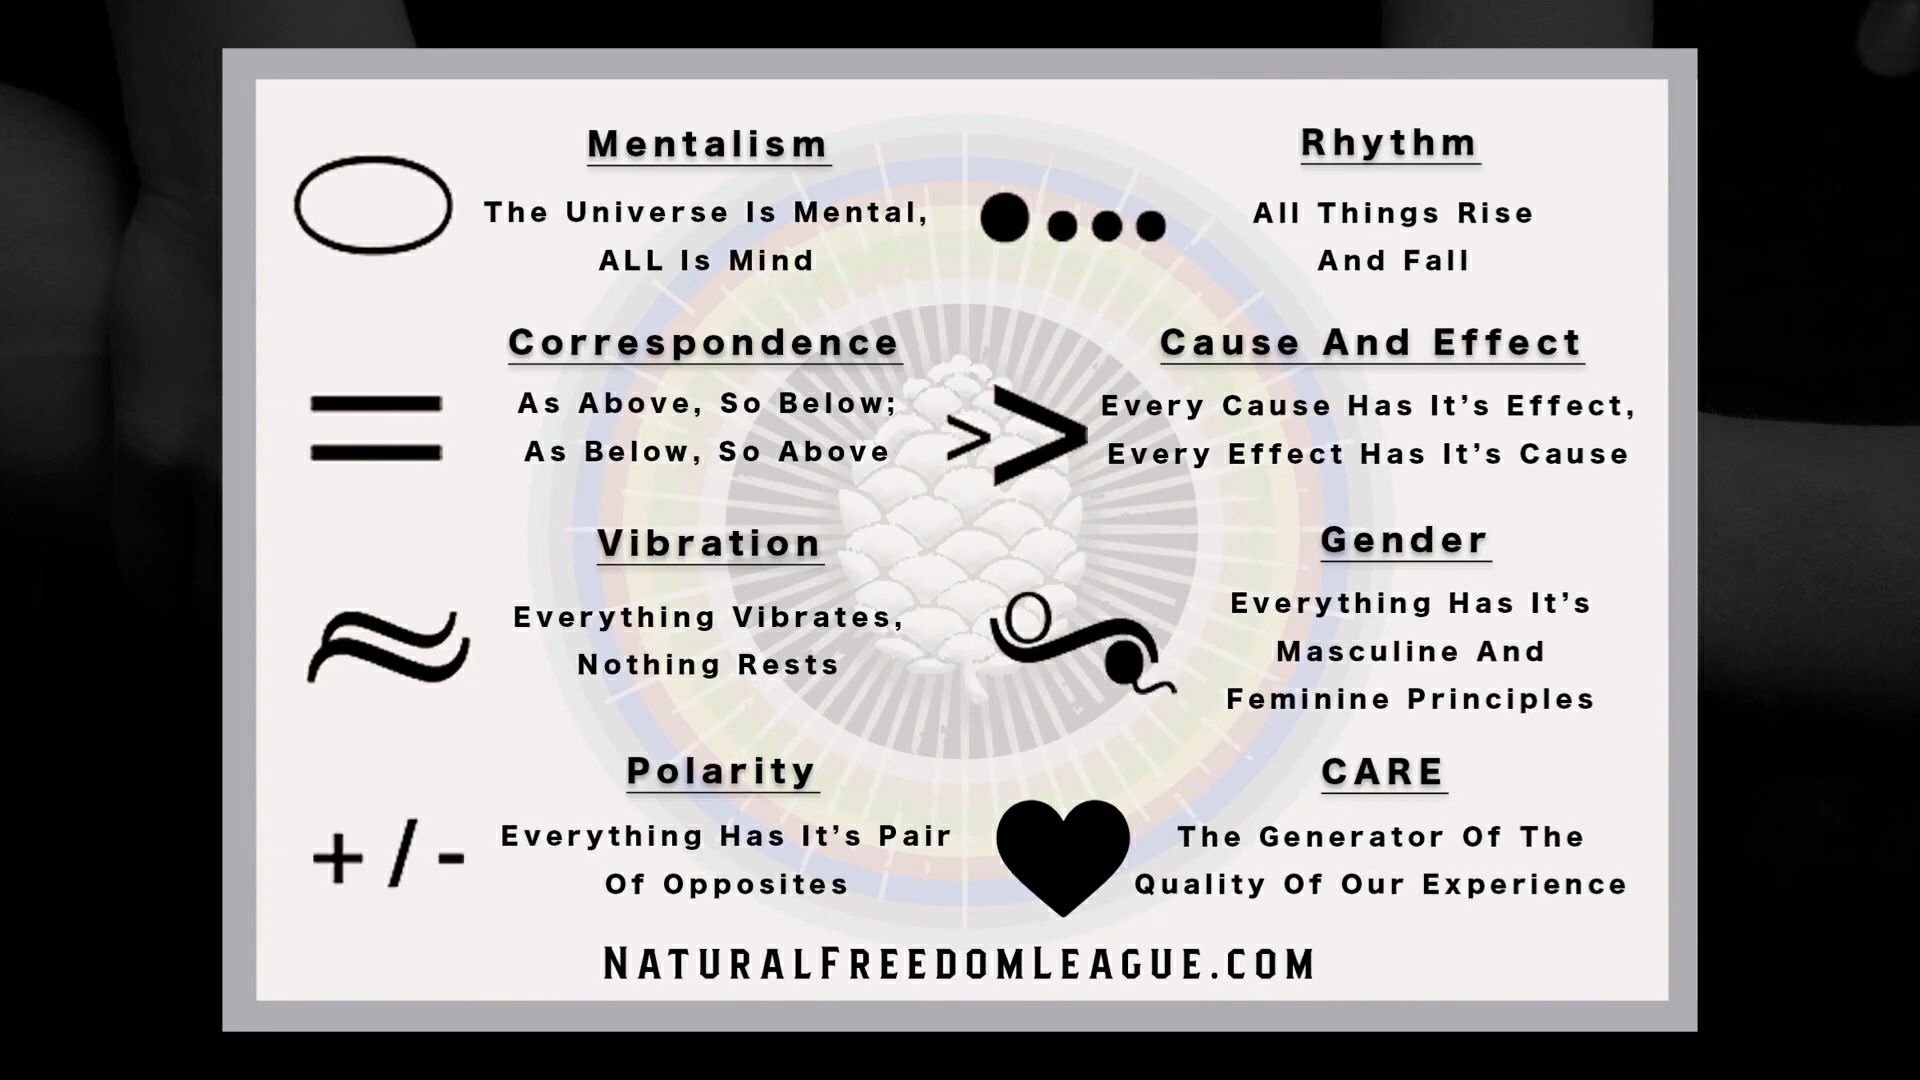 Mentalism
The Universe Is Mental,
ALL Is Mind
Correspondence
As Above, So Below;
As Below, So Above
Vibration
Everything Vibrates,
Nothing Rests
Polarity
+ / -
Everything Has It’s Pair
Of Opposites
Rhythm
All Things Rise
And Fall
Cause And Effect
Every Cause Has It’s Effect,
Every Effect Has It’s Cause
Gender
Everything Has It’s
Masculine And
Feminine Principles
CARE
The Generator Of The
Quality Of Our Experience
NaturalFreedomLeague.com